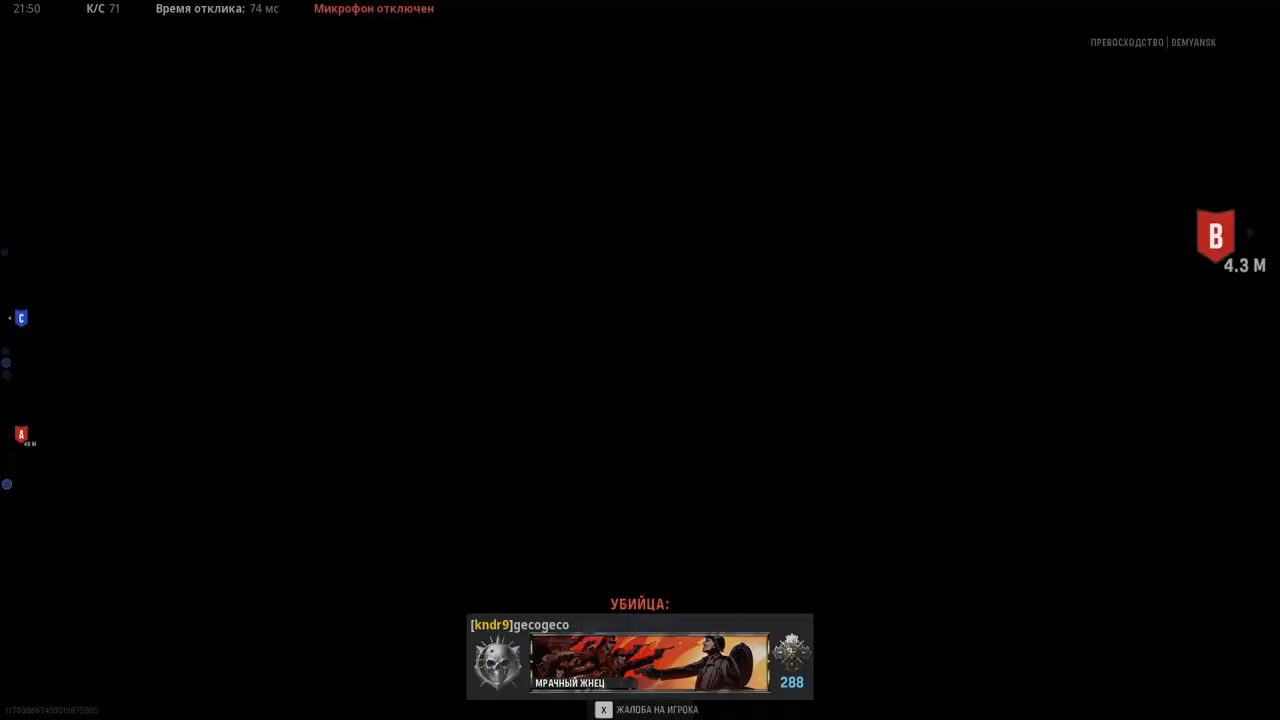 21:50 К/С 71 Время отклика: 74 мс Микрофон отключен
ПРЕВОСХОДСТВО | DEMYANSK
B
4.3 М
C
A
УБИЙЦА:
[kndr9]gecogeco
МРАЧНЫЙ ЖНЕЦ
288
X ЖАЛОБА НА ИГРОКА